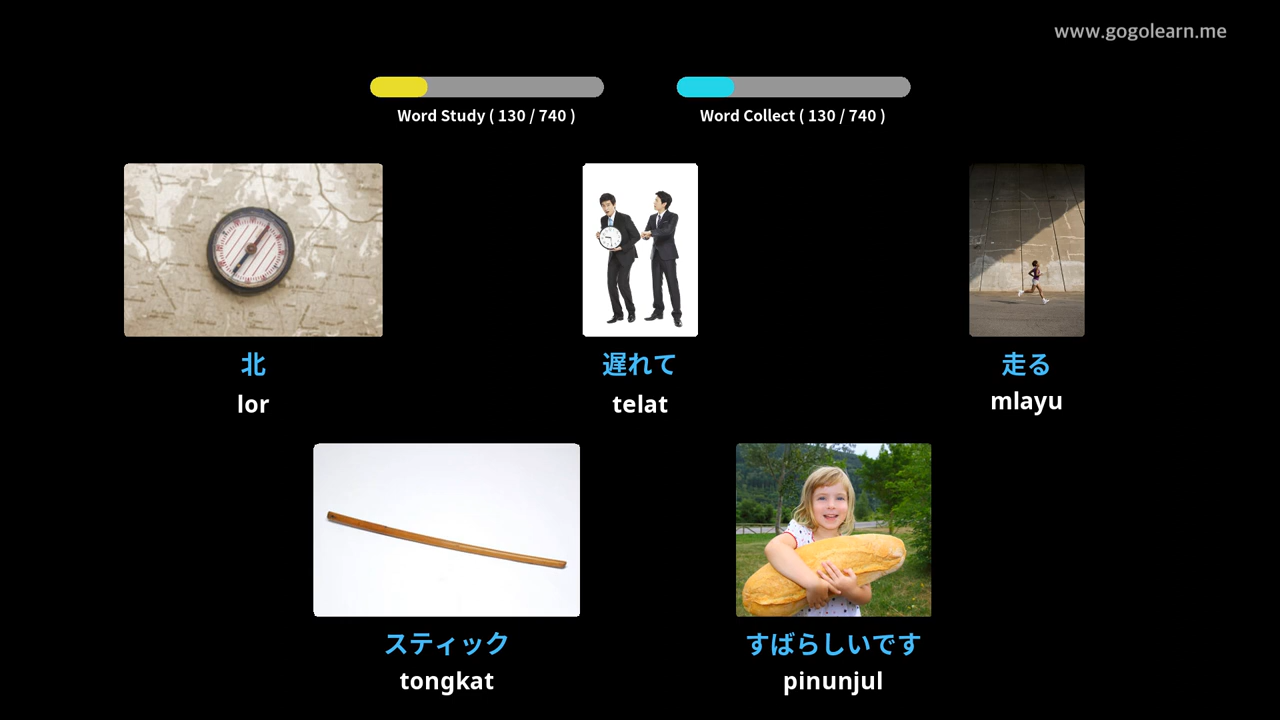 www.gogolearn.me
Word Study ( 130 / 740 )
Word Collect ( 130 / 740 )
北
lor
遅れて
telat
走る
mlayu
スティック
tongkat
すばらしいです
pinunjul